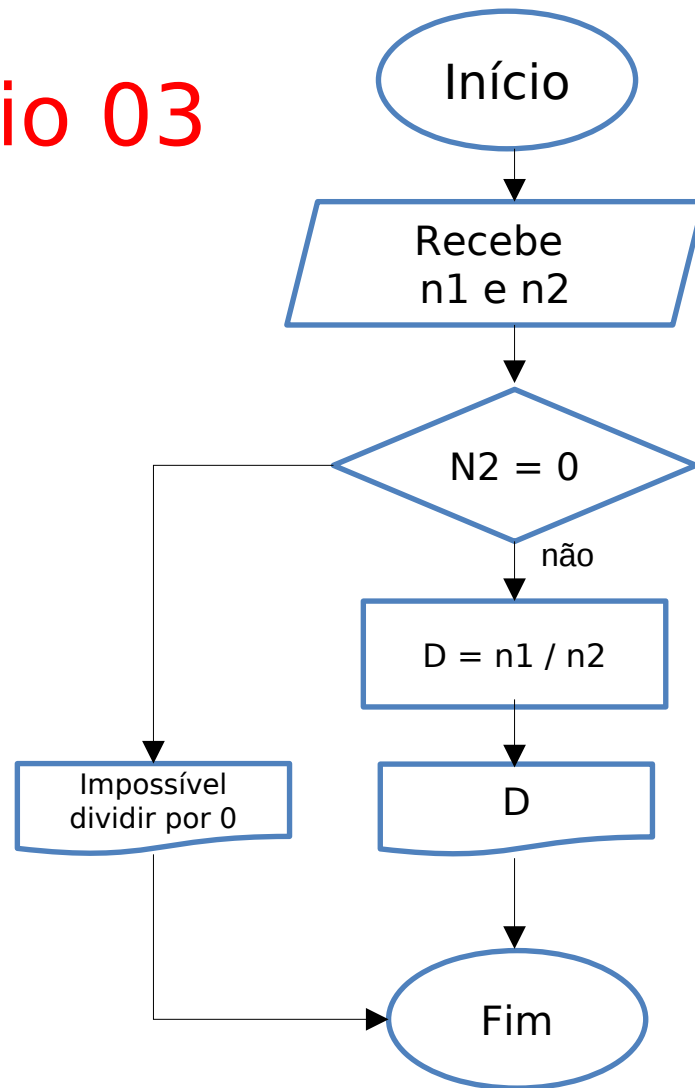 io 03
Início
Recebe
n1 e n2
N2 = 0
não
D = n1 / n2
Impossível
dividir por 0
D
Fim